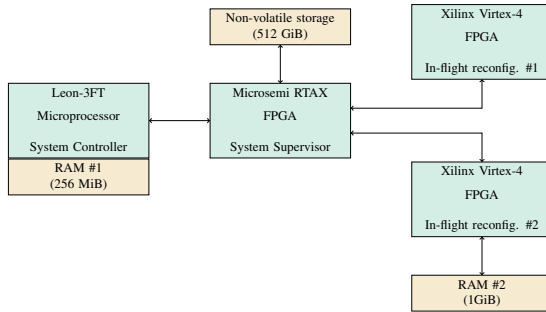 Non-volatile storage
(512 GiB)
Xilinx Virtex-4
FPGA
In-flight reconfig. #1
Leon-3FT
Microprocessor
System Controller
RAM #1
(256 MiB)
Microsemi RTAX
FPGA
System Supervisor
Xilinx Virtex-4
FPGA
In-flight reconfig. #2
RAM #2
(1GiB)